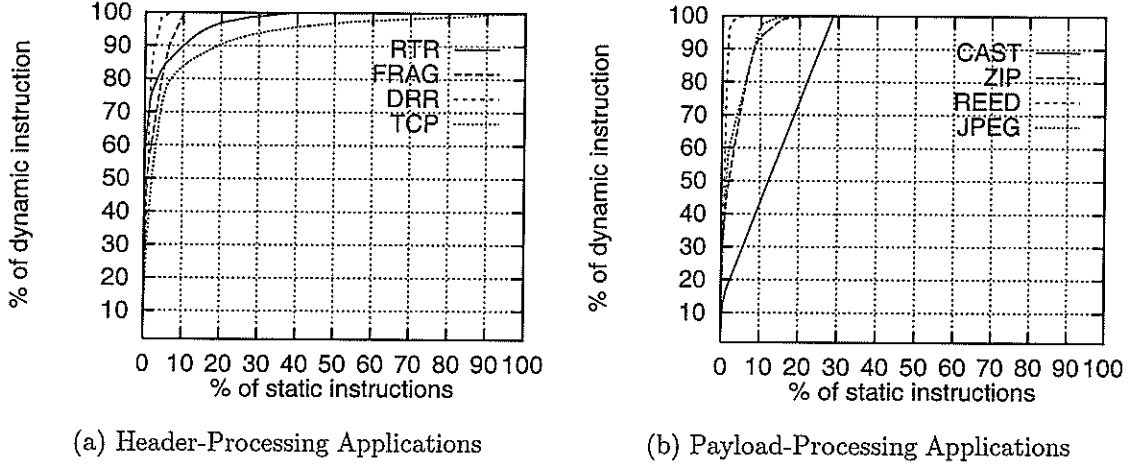 % of dynamic instruction
100
90
80
70
60
50
40
30
20
10
RTR
FRAG
DRR
TCP
0 10 20 30 40 50 60 70 80 90 100
% of static instructions
(a) Header-Processing Applications
% of dynamic instruction
100
90
80
70
60
50
40
30
20
10
CAST
ZIP
REED
JPEG
0 10 20 30 40 50 60 70 80 90 100
% of static instructions
(b) Payload-Processing Applications